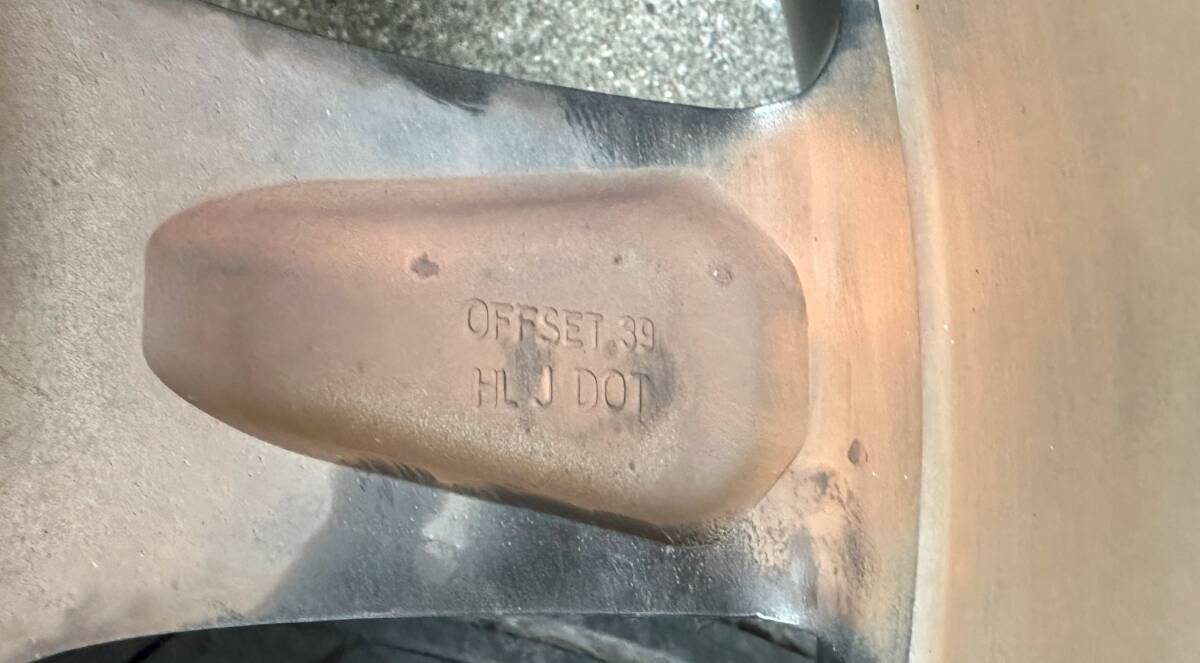 OFFSET 39
HL J DOT